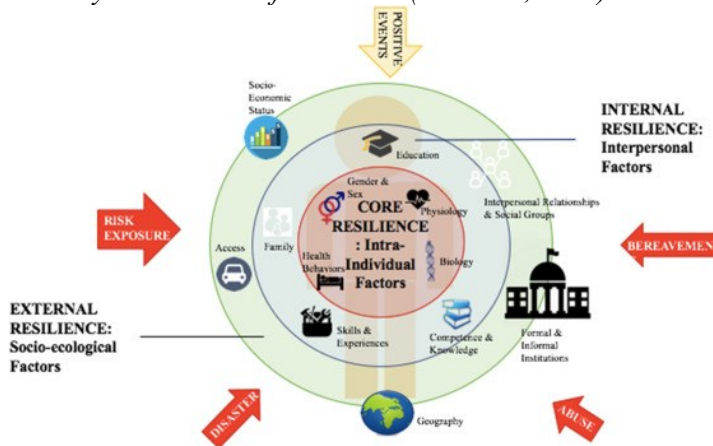 POSITIVE
EVENTS
Socio-
Economic
Status
INTERNAL
RESILIENCE:
Interpersonal
Factors
Education
Gender &
Sex
Physiology
Interpersonal Relationships
& Social Groups
CORE
RESILIENCE
: Intra-
Individual
Factors
RISK
EXPOSURE
Family
Access
Health
Behaviors
Biology
BEREAVEMENT
EXTERNAL
RESILIENCE:
Socio-ecological
Factors
Skills &
Experiences
Competence &
Knowledge
Formal &
Informal
Institutions
DISASTER
ABUSE
Geography